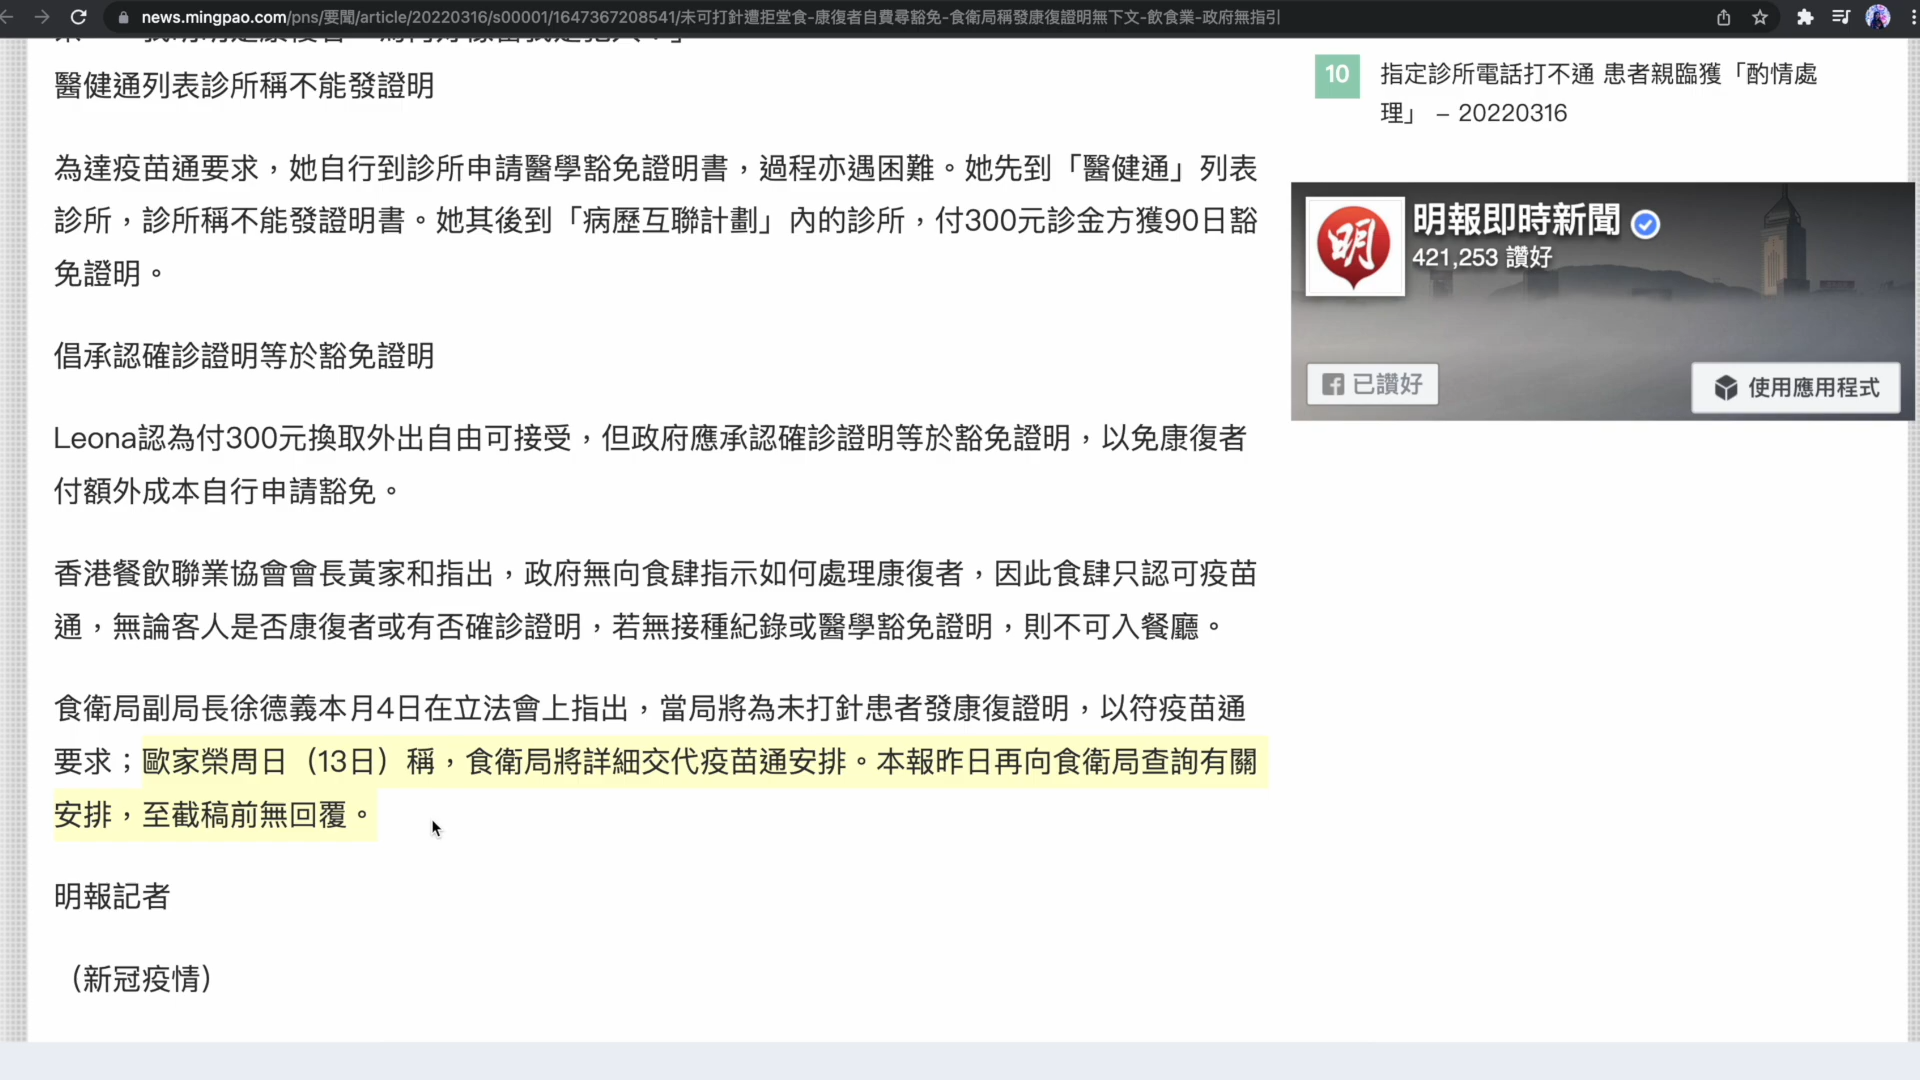 news.mingpao.com/pns/要聞/article/20220316/s00001/1647367208541/未可打針遭拒堂食-康復者自費尋豁免-食衛局稱發康復證明無下文-飲食業-政府無指引
醫健通列表診所稱不能發證明
為達疫苗通要求，她自行到診所申請醫學豁免證明書，過程亦遇困難。她先到「醫健通」列表
診所，診所稱不能發證明書。她其後到「病歷互聯計劃」內的診所，付300元診金方獲90日豁
免證明。
倡承認確診證明等於豁免證明
Leona認為付300元換取外出自由可接受，但政府應承認確診證明等於豁免證明，以免康復者
付額外成本自行申請豁免。
香港餐飲聯業協會會長黃家和指出，政府無向食肆指示如何處理康復者，因此食肆只認可疫苗
通，無論客人是否康復者或有否確診證明，若無接種紀錄或醫學豁免證明，則不可入餐廳。
食衛局副局長徐德義本月4日在立法會上指出，當局將為未打針患者發康復證明，以符疫苗通
要求；歐家榮周日（13日）稱，食衛局將詳細交代疫苗通安排。本報昨日再向食衛局查詢有關
安排，至截稿前無回覆。
明報記者
（新冠疫情）
10
指定診所電話打不通 患者親臨獲「酌情處
理」 – 20220316
明
明報即時新聞
421,253 讚好
已讚好
使用應用程式